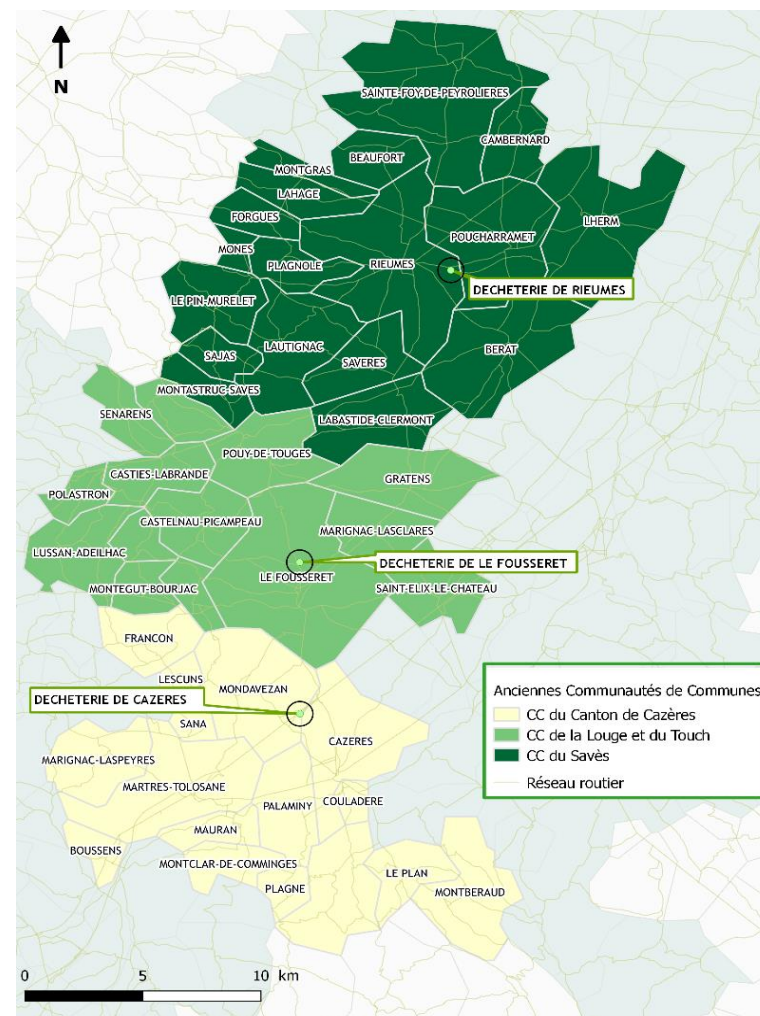 N
SAINTE-FOY-DE-PEYROLIERES
CAMBERNARD
BEAUFORT
MONTGRAS
LAHAGE
FORGUES
LHERM
POUCHARRAMET
MONES
PLAGNOLE
RIEUMES
DECHETERIE DE RIEUMES
LE PIN-MURELET
LAUTIGNAC
BERAT
SAJAS
SAVERES
MONTASTRUC-SAVES
SENARENS
LABASTIDE-CLERMONT
POUY-DE-TOUGES
CASTIES-LABRANDE
GRATENS
POLASTRON
CASTELNAU-PICAMPEAU
MARIGNAC-LASCLARES
LUSSAN-ADEILHAC
DECHETERIE DE LE FOUSSERET
LE FOUSSERET
MONTEGUT-BOURJAC
SAINT-ELIX-LE-CHATEAU
FRANCON
LESCUNS
MONDAVEZAN
DECHETERIE DE CAZERES
SANA
CAZERES
MARIGNAC-LASPEYRES
MARTRES-TOLOSANE
PALAMINY
COULADERE
MAURAN
BOUSSENS
MONTCLAR-DE-COMMINGES
PLAGNE
LE PLAN
MONTBERAUD
Anciennes Communautés de Communes
CC du Canton de Cazères
CC de la Louge et du Touch
CC du Savès
Réseau routier
0 5 10 km